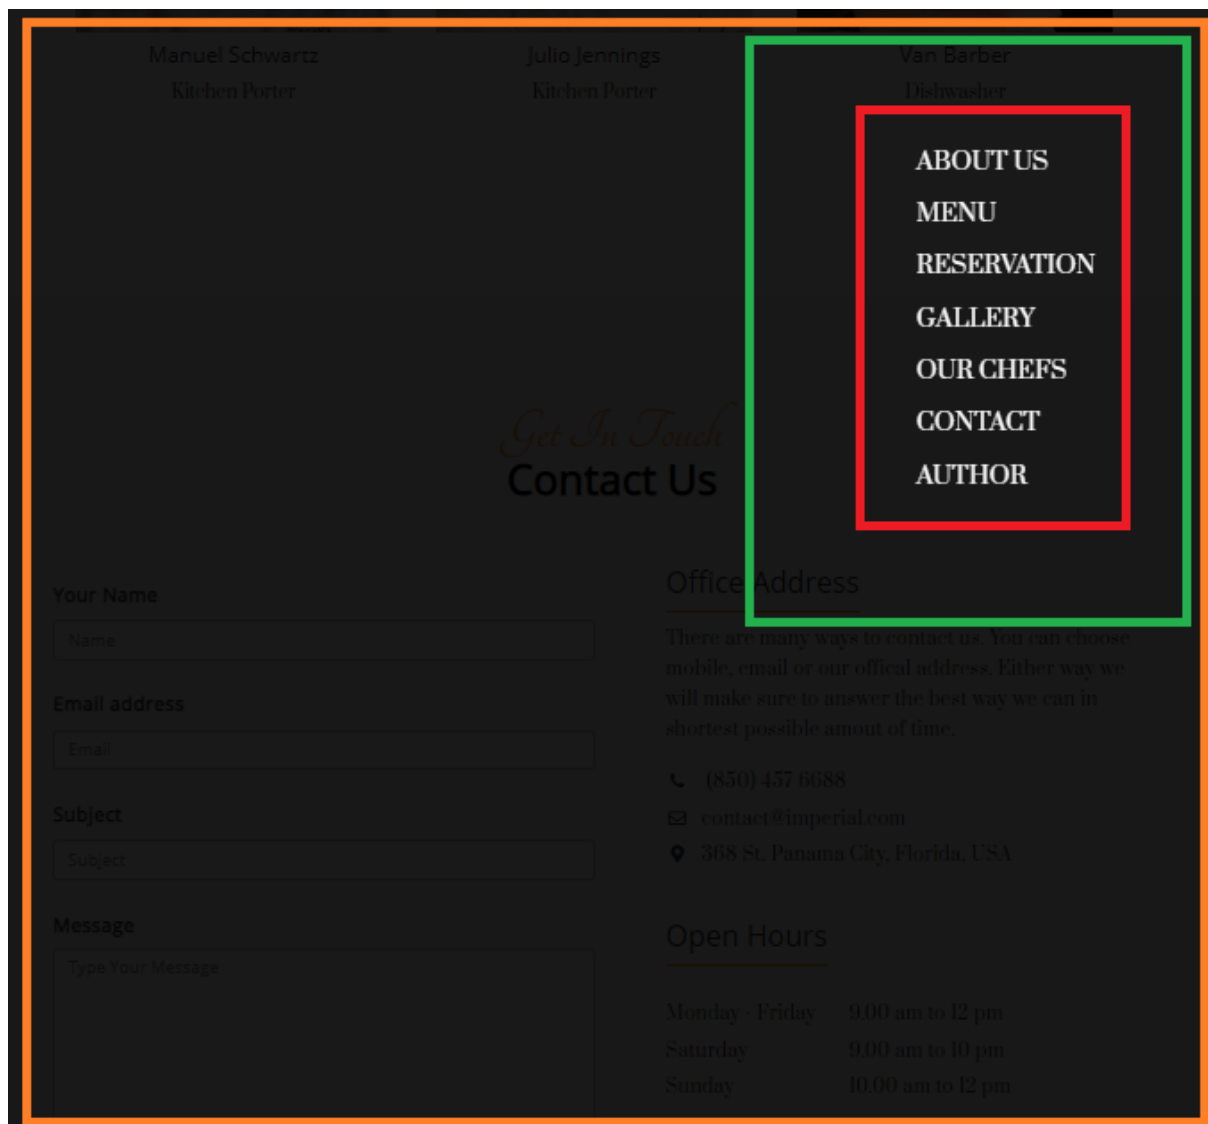 Manuel Schwartz
Kitchen Porter
Julio Jennings
Kitchen Porter
Van Barber
Dishwasher
ABOUT US
MENU
RESERVATION
GALLERY
OUR CHEFS
CONTACT
AUTHOR
Get In Touch
Contact Us
Your Name
Name
Email address
Email
Subject
Subject
Message
Type Your Message
Office Address
There are many ways to contact us. You can choose
mobile, email or our offical address. Either way we
will make sure to answer the best way we can in
shortest possible amout of time.
(850) 457 6688
contact@imperial.com
368 St. Panama City, Florida, USA
Open Hours
Monday - Friday 9.00 am to 12 pm
Saturday 9.00 am to 10 pm
Sunday 10.00 am to 12 pm